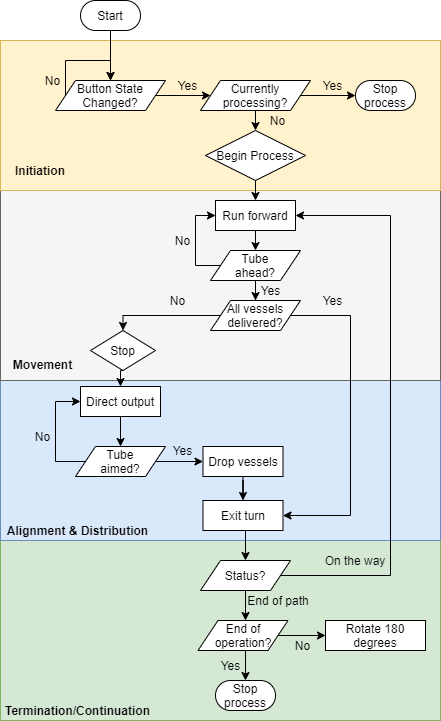 Start
No
Button State
Changed?
Yes
Currently
processing?
Yes
Stop
process
No
Begin Process
Initiation
Run forward
No
Tube
ahead?
Yes
No
All vessels
delivered?
Yes
Stop
Movement
Direct output
No
Tube
aimed?
Yes
Drop vessels
Exit turn
Alignment & Distribution
On the way
Status?
End of path
End of
operation?
No
Rotate 180
degrees
Yes
Stop
process
Termination/Continuation